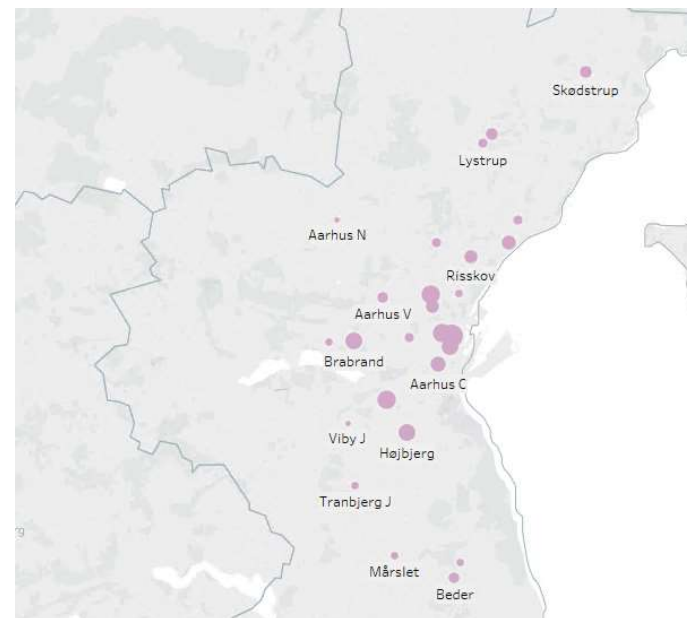 Skødstrup
Lystrup
Aarhus N
Risskov
Aarhus V
Brabrand
Aarhus C
Viby J
Højbjerg
Tranbjerg J
Mårslet
Beder